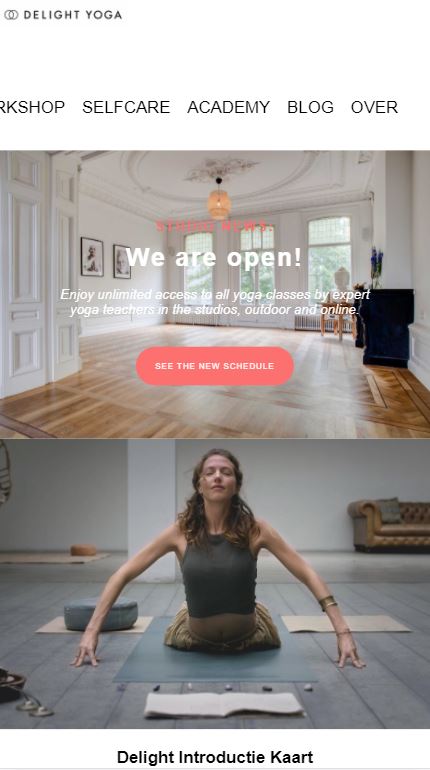 DELIGHT YOGA
RKSHOP SELFCARE ACADEMY BLOG OVER
STUDIO NEWS:
We are open!
Enjoy unlimited access to all yoga classes by expert
yoga teachers in the studios, outdoor and online.
SEE THE NEW SCHEDULE
Delight Introductie Kaart